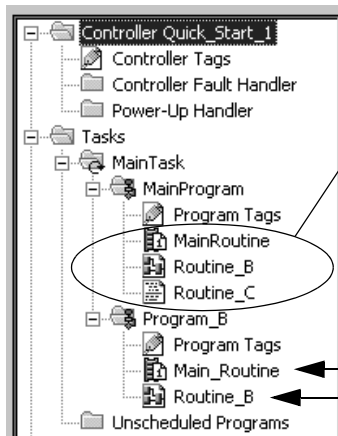 Controller Quick_Start_1
Controller Tags
Controller Fault Handler
Power-Up Handler
Tasks
MainTask
MainProgram
Program Tags
MainRoutine
Routine_B
Routine_C
Program_B
Program Tags
Main_Routine
Routine_B
Unscheduled Programs